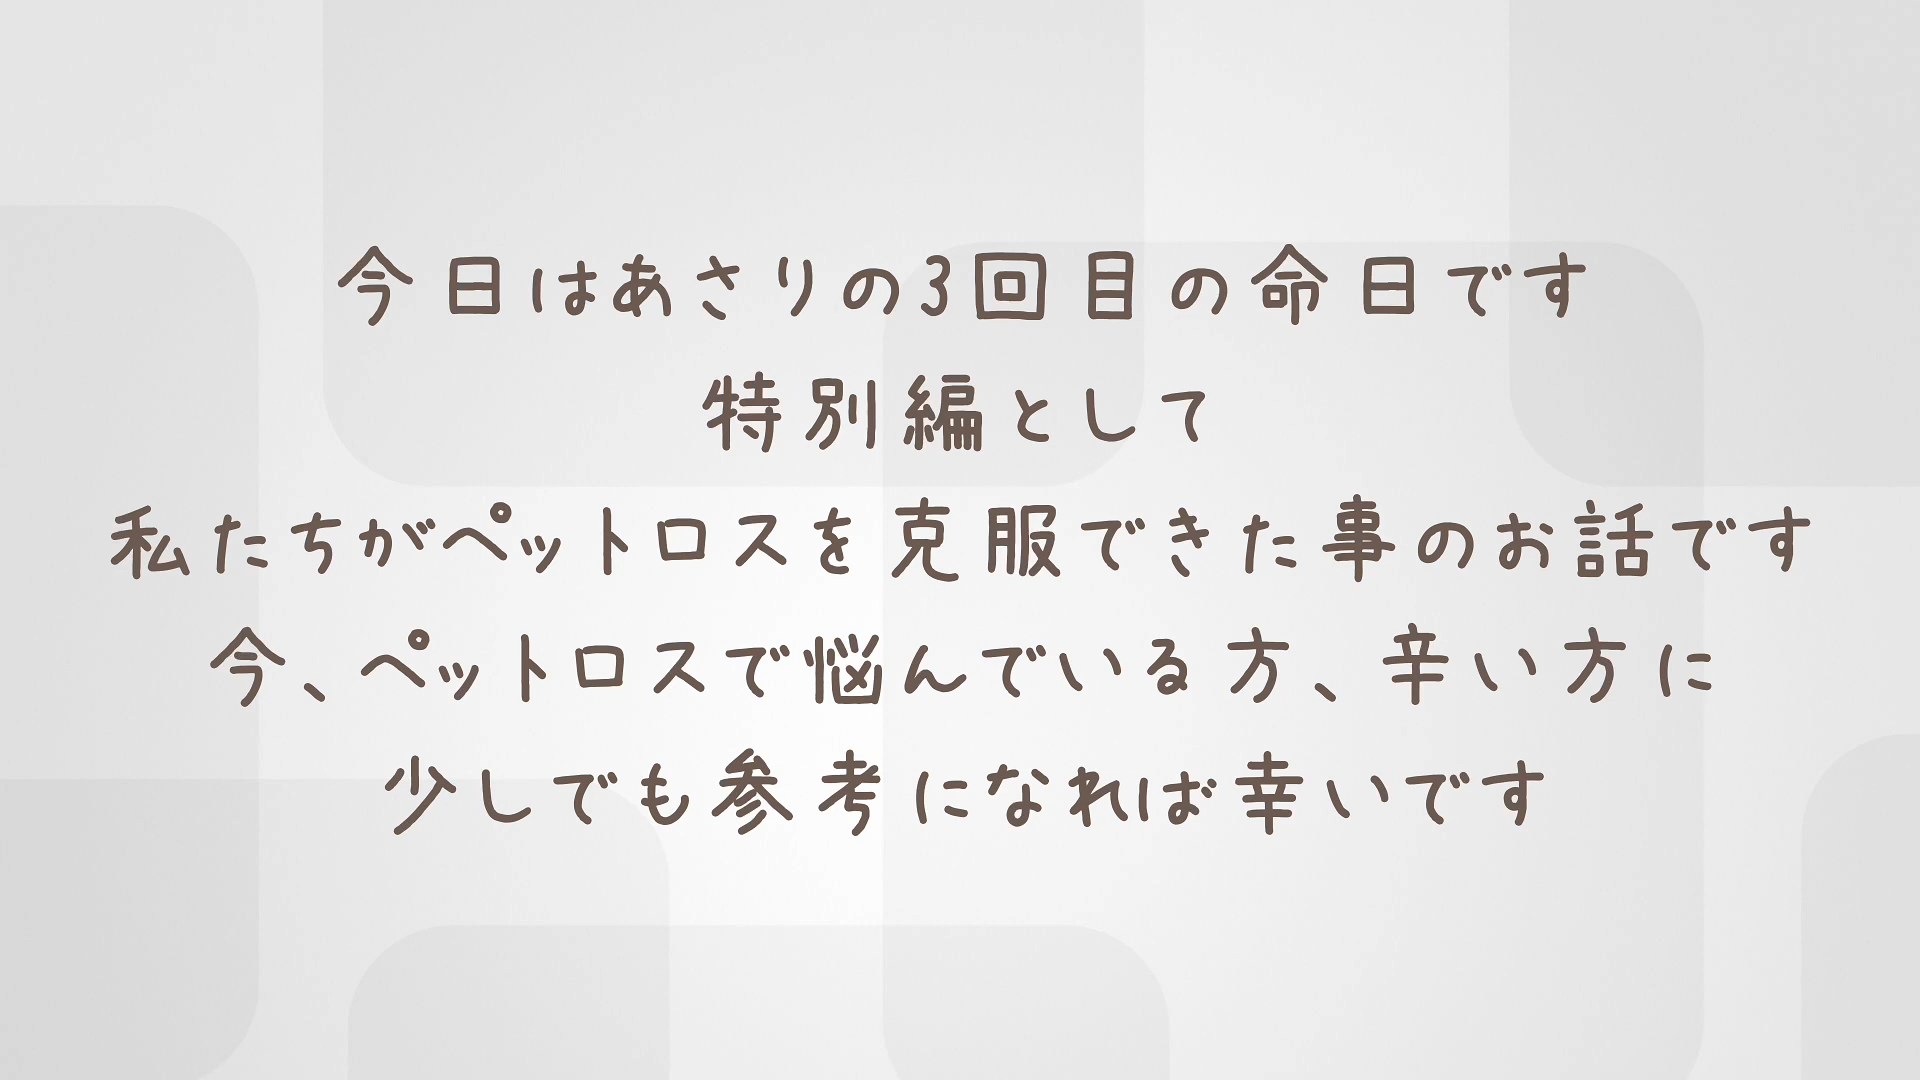 今日はあさりの3回目の命日です
特別編として
私たちがペットロスを克服できた事のお話です
今、ペットロスで悩んでいる方、辛い方に
少しでも参考になれば幸いです